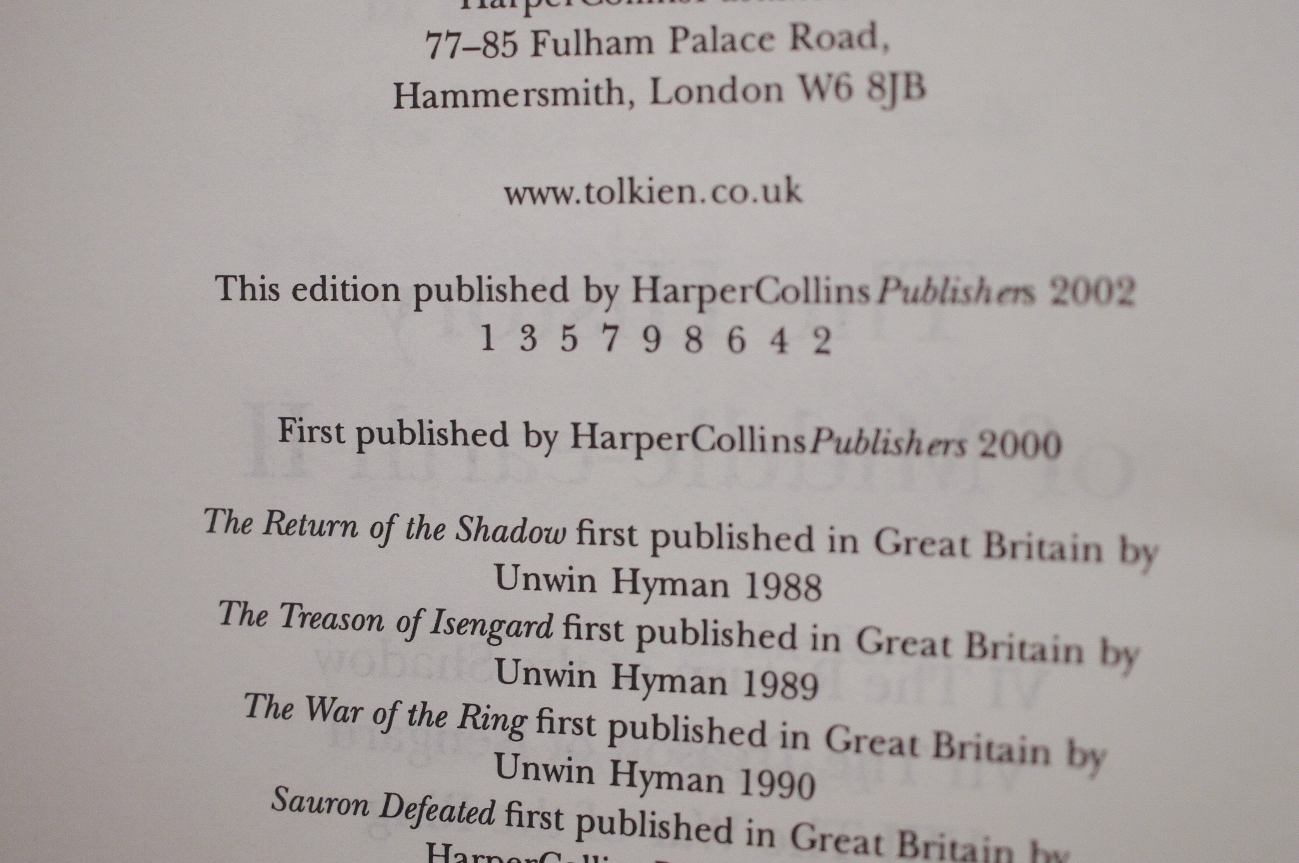 77–85 Fulham Palace Road,
Hammersmith, London W6 8JB
www.tolkien.co.uk
This edition published by HarperCollins Publishers 2002
1 3 5 7 9 8 6 4 2
First published by HarperCollins Publishers 2000
The Return of the Shadow first published in Great Britain by
Unwin Hyman 1988
The Treason of Isengard first published in Great Britain by
Unwin Hyman 1989
The War of the Ring first published in Great Britain by
Unwin Hyman 1990
Sauron Defeated first published in Great Britain by